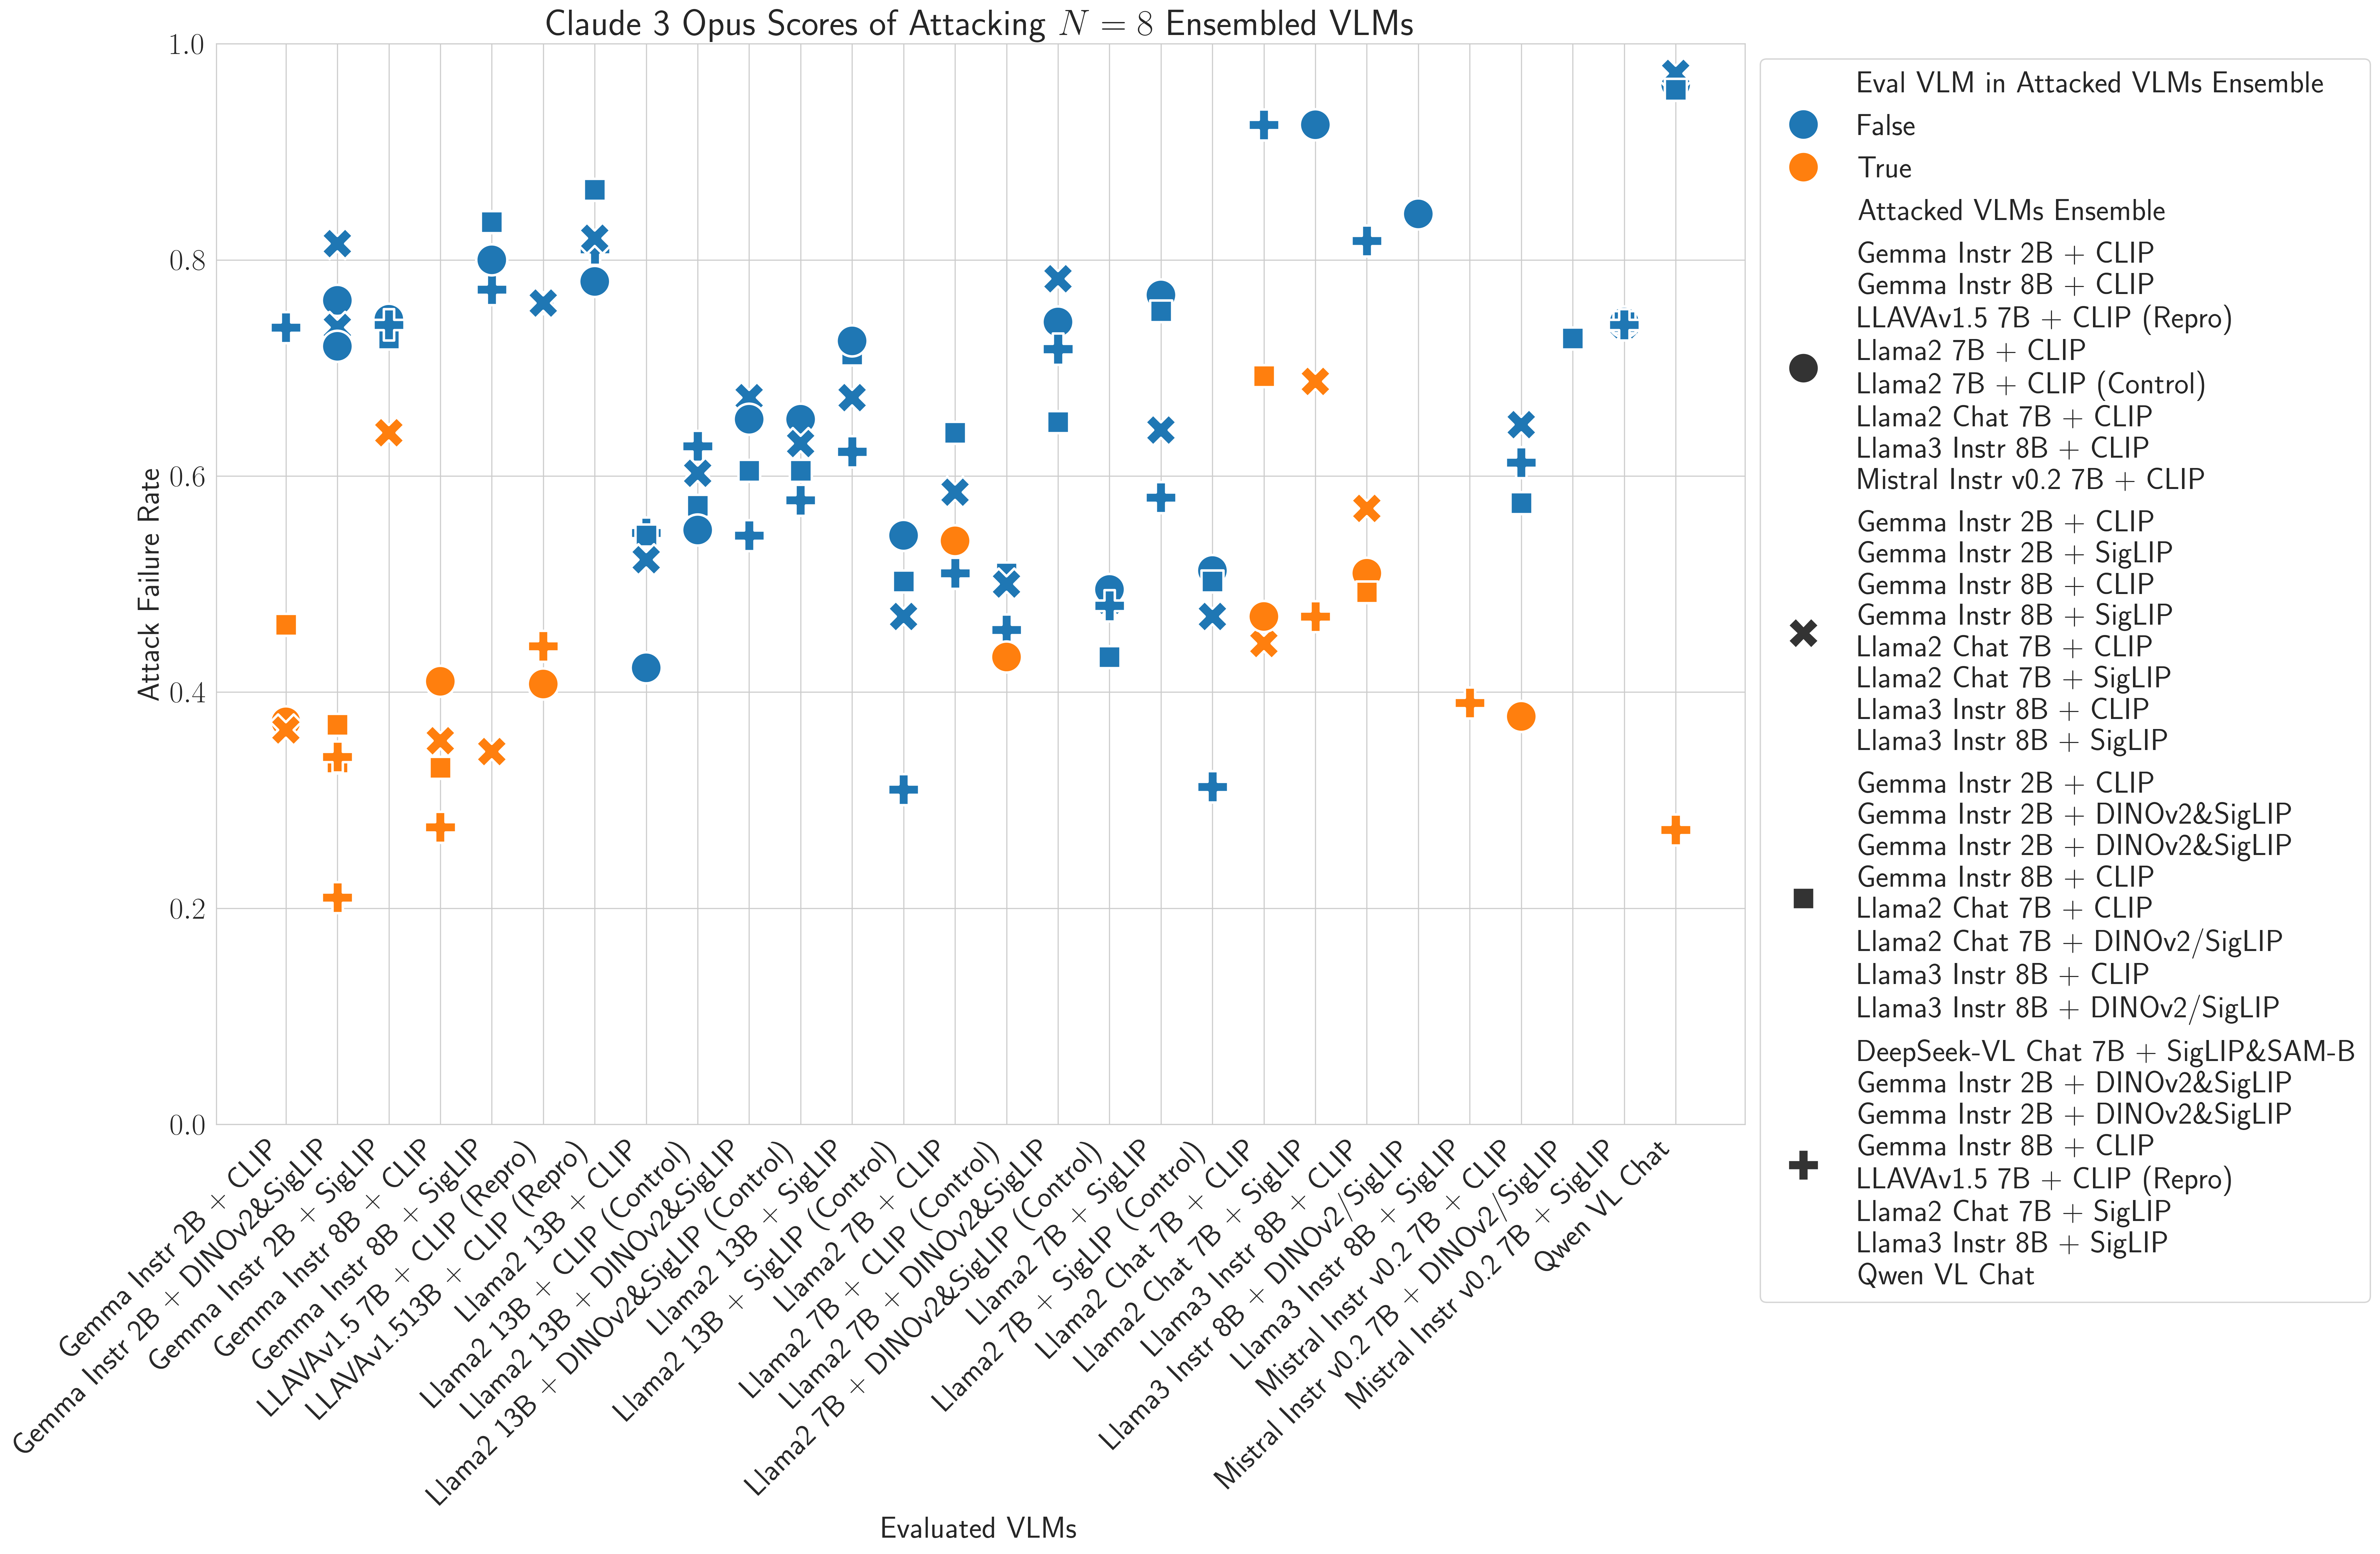 Claude 3 Opus Scores of Attacking N = 8 Ensembled VLMs
Attack Failure Rate
1.0
0.8
0.6
0.4
0.2
0.0
Gemma Instr 2B + CLIP
Gemma Instr 2B + DINOv2&SigLIP
Gemma Instr 2B + SigLIP
Gemma Instr 8B + CLIP
Gemma Instr 8B + SigLIP
LLAVAv1.5 7B + CLIP (Repro)
LLAVAv1.513B + CLIP (Repro)
Llama2 13B + CLIP
Llama2 13B + CLIP (Control)
Llama2 13B + DINOv2&SigLIP
Llama2 13B + DINOv2&SigLIP (Control)
Llama2 13B + SigLIP
Llama2 13B + SigLIP (Control)
Llama2 7B + CLIP
Llama2 7B + CLIP (Control)
Llama2 7B + DINOv2&SigLIP
Llama2 7B + DINOv2&SigLIP (Control)
Llama2 7B + SigLIP
Llama2 7B + SigLIP (Control)
Llama2 Chat 7B + CLIP
Llama2 Chat 7B + SigLIP
Llama3 Instr 8B + CLIP
Llama3 Instr 8B + DINOv2/SigLIP
Llama3 Instr 8B + SigLIP
Mistral Instr v0.2 7B + CLIP
Mistral Instr v0.2 7B + DINOv2/SigLIP
Mistral Instr v0.2 7B + SigLIP
Qwen VL Chat
Evaluated VLMs
Eval VLM in Attacked VLMs Ensemble
False
True
Attacked VLMs Ensemble
Gemma Instr 2B + CLIP
Gemma Instr 8B + CLIP
LLAVAv1.5 7B + CLIP (Repro)
Llama2 7B + CLIP
Llama2 7B + CLIP (Control)
Llama2 Chat 7B + CLIP
Llama3 Instr 8B + CLIP
Mistral Instr v0.2 7B + CLIP
Gemma Instr 2B + CLIP
Gemma Instr 2B + SigLIP
Gemma Instr 8B + CLIP
Gemma Instr 8B + SigLIP
Llama2 Chat 7B + CLIP
Llama2 Chat 7B + SigLIP
Llama3 Instr 8B + CLIP
Llama3 Instr 8B + SigLIP
Gemma Instr 2B + CLIP
Gemma Instr 2B + DINOv2&SigLIP
Gemma Instr 2B + DINOv2&SigLIP
Gemma Instr 8B + CLIP
Llama2 Chat 7B + CLIP
Llama2 Chat 7B + DINOv2/SigLIP
Llama3 Instr 8B + CLIP
Llama3 Instr 8B + DINOv2/SigLIP
DeepSeek-VL Chat 7B + SigLIP&SAM-B
Gemma Instr 2B + DINOv2&SigLIP
Gemma Instr 2B + DINOv2&SigLIP
Gemma Instr 8B + CLIP
LLAVAv1.5 7B + CLIP (Repro)
Llama2 Chat 7B + SigLIP
Llama3 Instr 8B + SigLIP
Qwen VL Chat